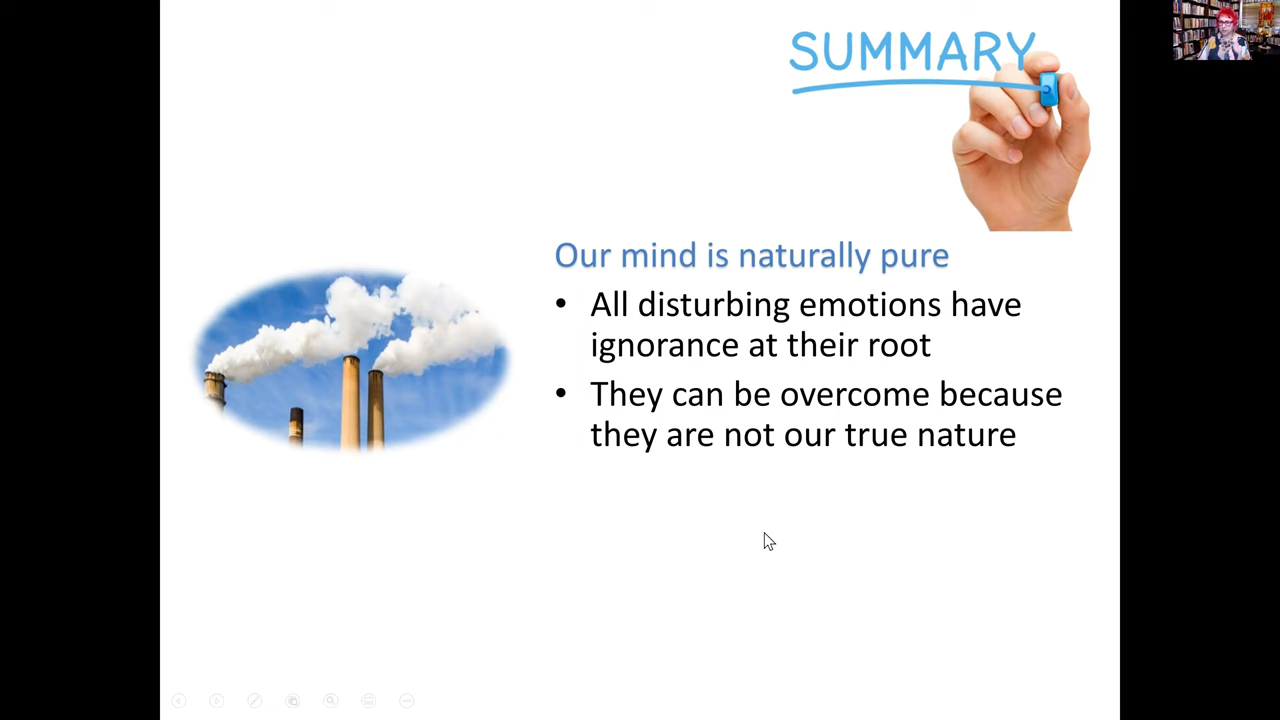 SUMMARY
Our mind is naturally pure
• All disturbing emotions have
ignorance at their root
• They can be overcome because
they are not our true nature